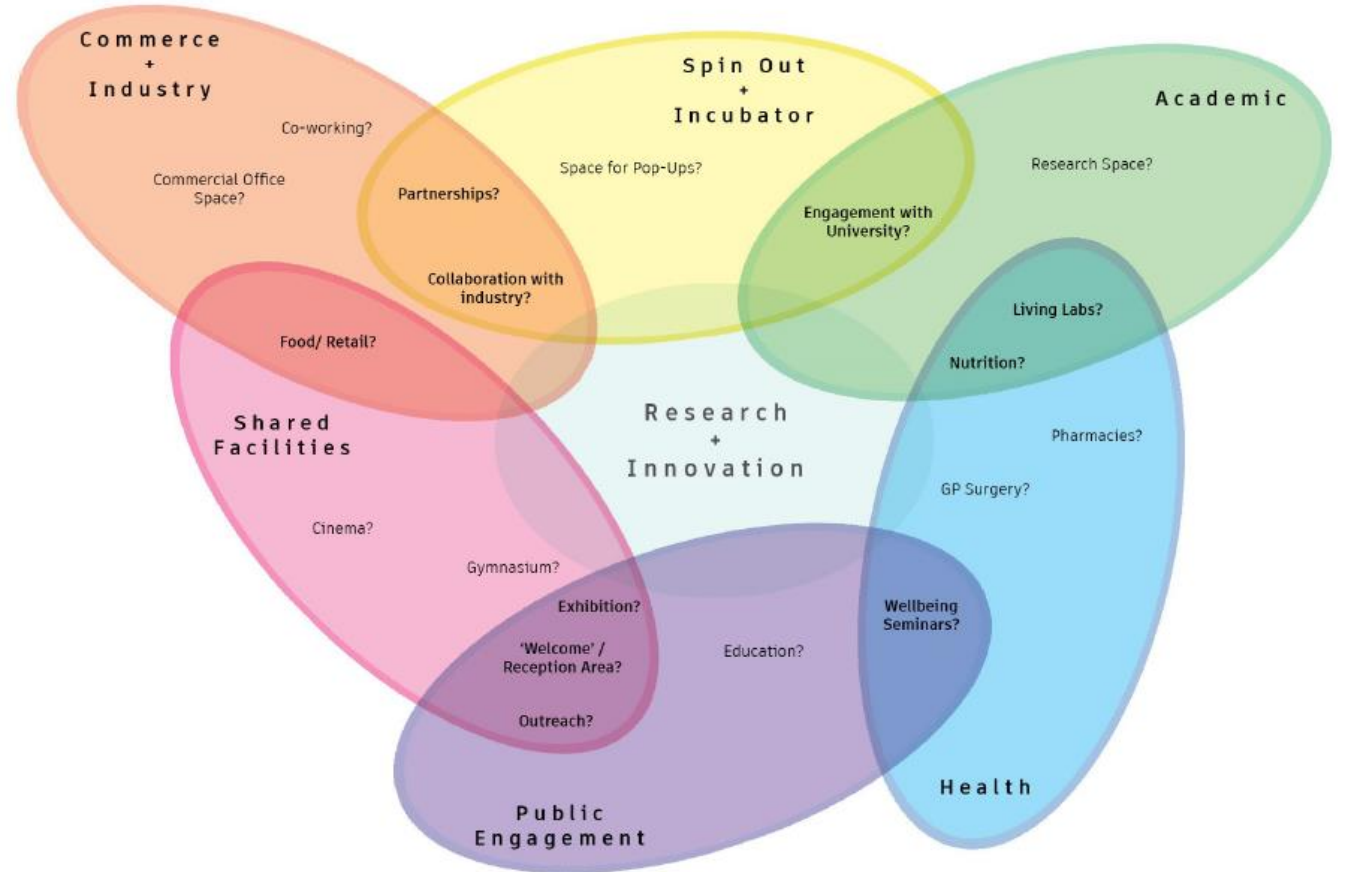 Commerce
+
Industry
Co-working?
Commercial Office
Space?
Partnerships?
Collaboration with
industry?
Spin Out
+
Incubator
Space for Pop-Ups?
Academic
Research Space?
Engagement with
University?
Living Labs?
Nutrition?
Food/ Retail?
Shared
Facilities
Cinema?
Gymnasium?
Research
+
Innovation
Pharmacies?
GP Surgery?
Exhibition?
‘Welcome’ /
Reception Area?
Outreach?
Education?
Wellbeing
Seminars?
Public
Engagement
Health